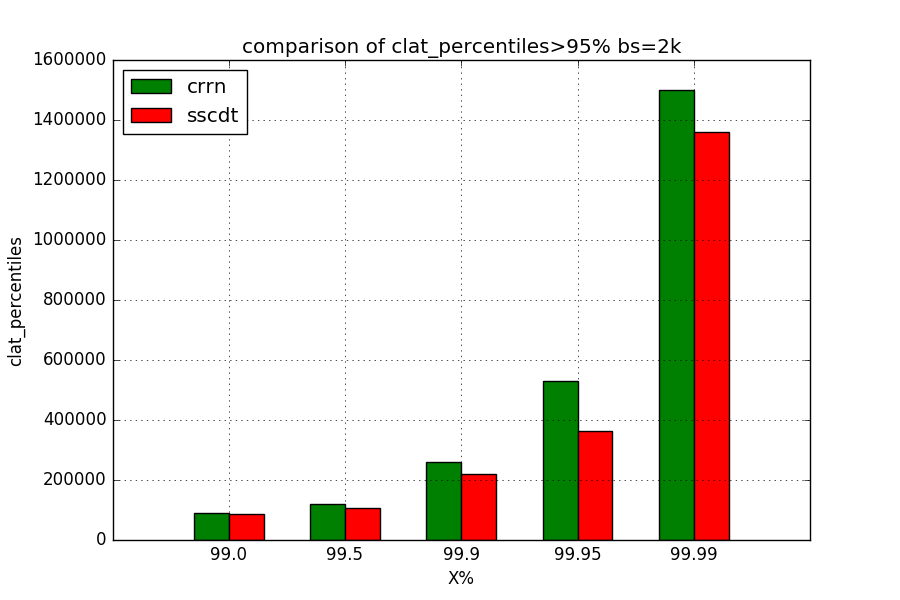 comparison of clat_percentiles>95% bs=2k
crrn
sscdt
1600000
1400000
1200000
1000000
800000
600000
400000
200000
0
clat_percentiles
99.0 99.5 99.9 99.95 99.99
X%